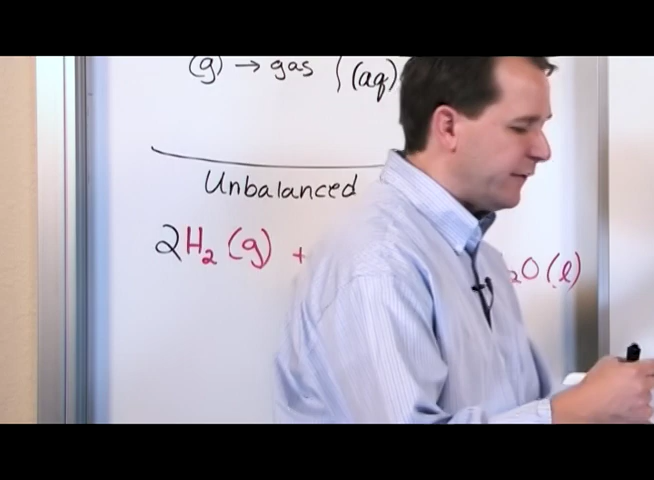 (g) → gas (aq)
Unbalanced
2H₂ (g) + ₂O (l)